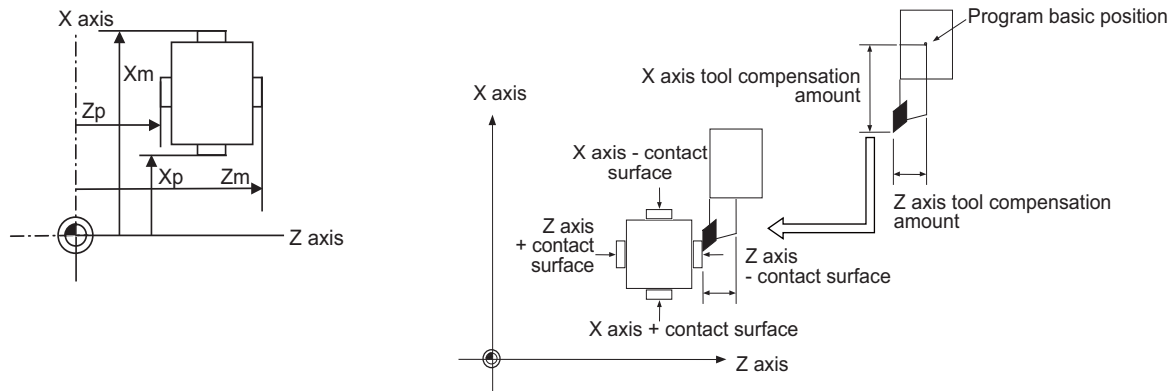 X axis
Xm
Zp
Xp
Zm
Z axis
Program basic position
X axis tool compensation
amount
X axis
X axis - contact
surface
Z axis tool compensation
amount
Z axis
+ contact
surface
Z axis
- contact surface
X axis + contact surface
Z axis